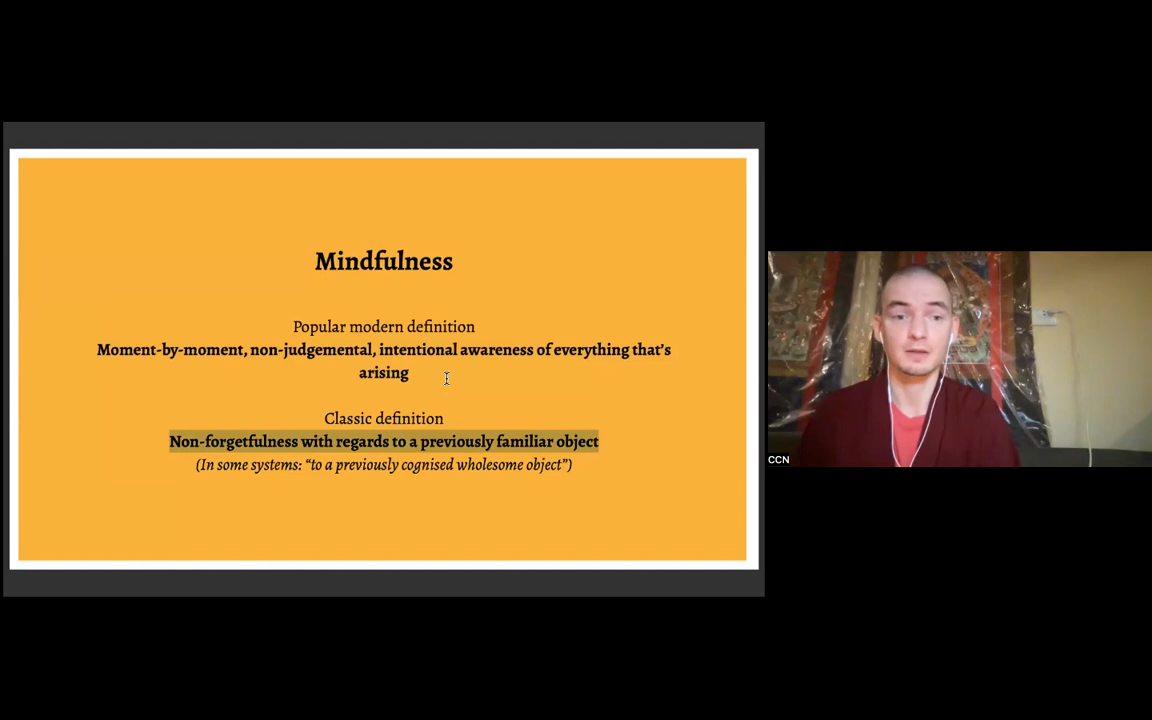 Mindfulness
Popular modern definition
Moment-by-moment, non-judgemental, intentional awareness of everything that’s
arising
Classic definition
Non-forgetfulness with regards to a previously familiar object
(In some systems: “to a previously cognised wholesome object”)
CCN